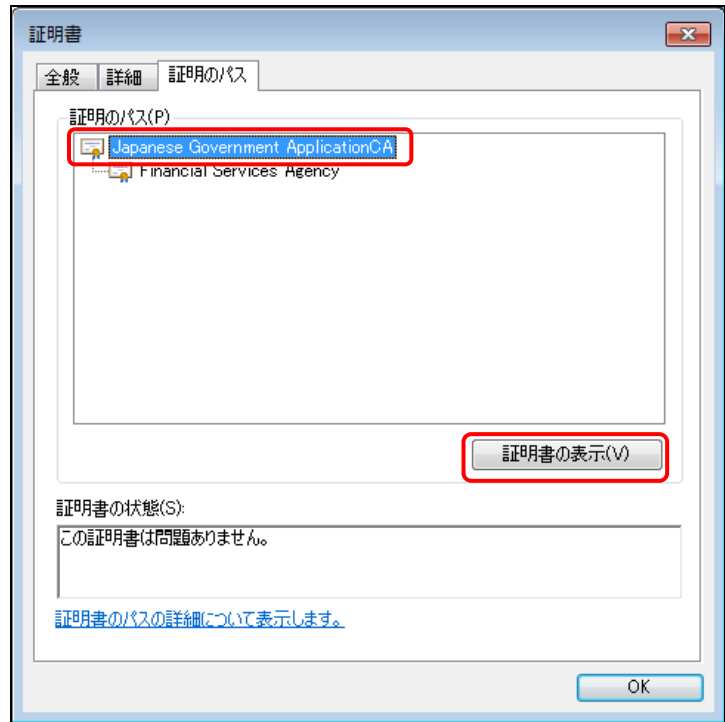 証明書
全般 詳細 証明のパス
証明のパス(P)
Japanese Government ApplicationCA
Financial Services Agency
証明書の表示(V)
証明書の状態(S):
この証明書は問題ありません。
証明書のパスの詳細について表示します。
OK